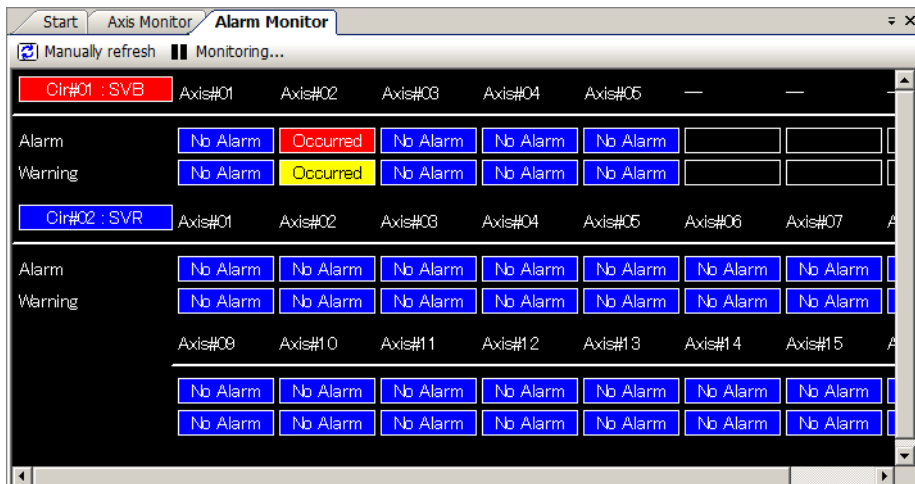 Start Axis Monitor Alarm Monitor
Manually refresh Monitoring...
Cir#01 : SVB Axis#01 Axis#02 Axis#03 Axis#04 Axis#05 — —
Alarm No Alarm Occurred No Alarm No Alarm No Alarm
Warning No Alarm Occurred No Alarm No Alarm No Alarm
Cir#02 : SVR Axis#01 Axis#02 Axis#03 Axis#04 Axis#05 Axis#06 Axis#07
Alarm No Alarm No Alarm No Alarm No Alarm No Alarm No Alarm No Alarm
Warning No Alarm No Alarm No Alarm No Alarm No Alarm No Alarm No Alarm
Axis#09 Axis#10 Axis#11 Axis#12 Axis#13 Axis#14 Axis#15
No Alarm No Alarm No Alarm No Alarm No Alarm No Alarm No Alarm
No Alarm No Alarm No Alarm No Alarm No Alarm No Alarm No Alarm